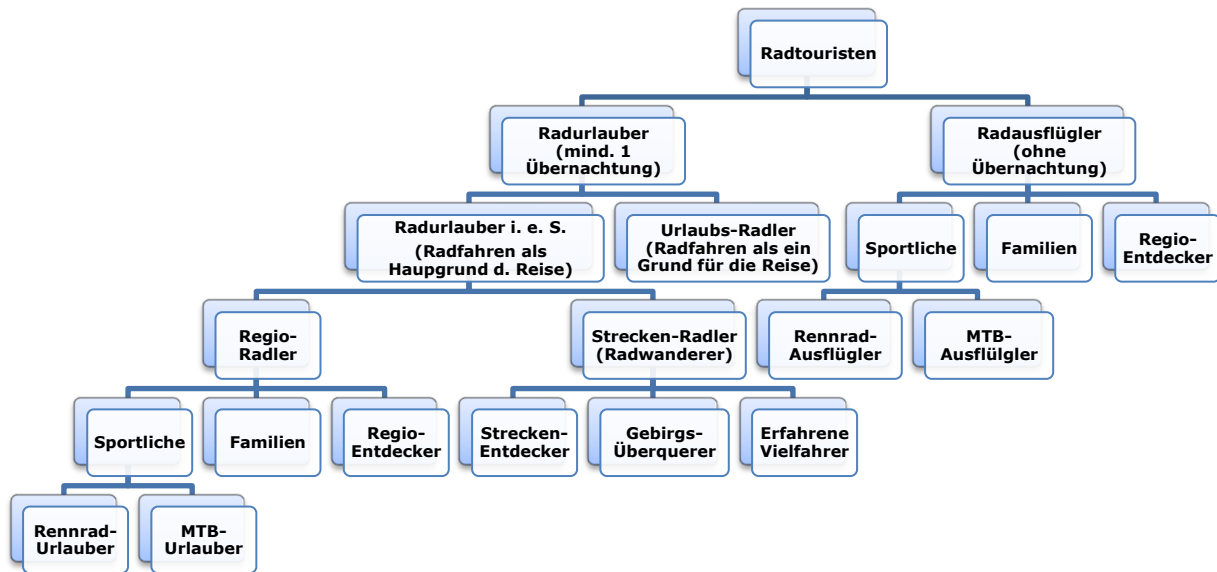 Radtouristen
Radurlauber
(mind. 1
Übernachtung)
Radausflügler
(ohne
Übernachtung)
Radurlauber i. e. S.
(Radfahren als
Haupgrund d. Reise)
Urlaubs-Radler
(Radfahren als ein
Grund für die Reise)
Sportliche
Familien
Regio-
Entdecker
Regio-
Radler
Strecken-Radler
(Radwanderer)
Rennrad-
Ausflügler
MTB-
Ausflülgler
Sportliche
Familien
Regio-
Entdecker
Strecken-
Entdecker
Gebirgs-
Überquerer
Erfahrene
Vielfahrer
Rennrad-
Urlauber
MTB-
Urlauber